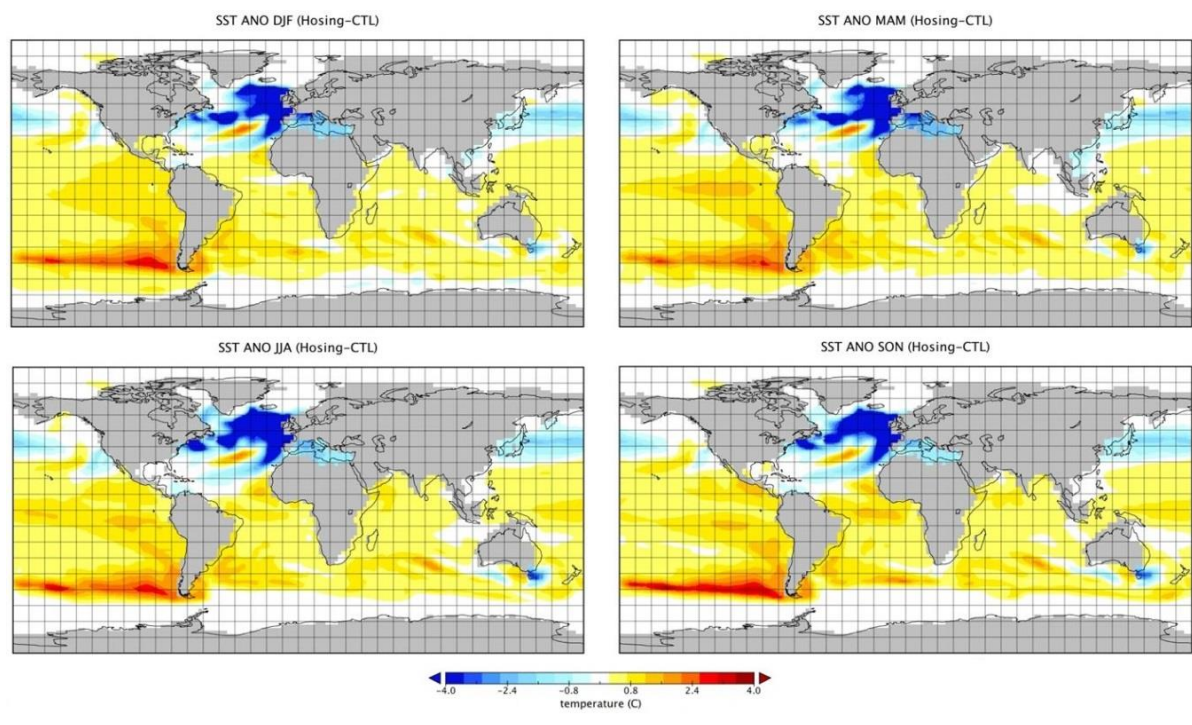 SST ANO DJF (Hosing-CTL)
SST ANO MAM (Hosing-CTL)
SST ANO JJA (Hosing-CTL)
SST ANO SON (Hosing-CTL)
-4.0 -2.4 -0.8 0.8 2.4 4.0
temperature (C)